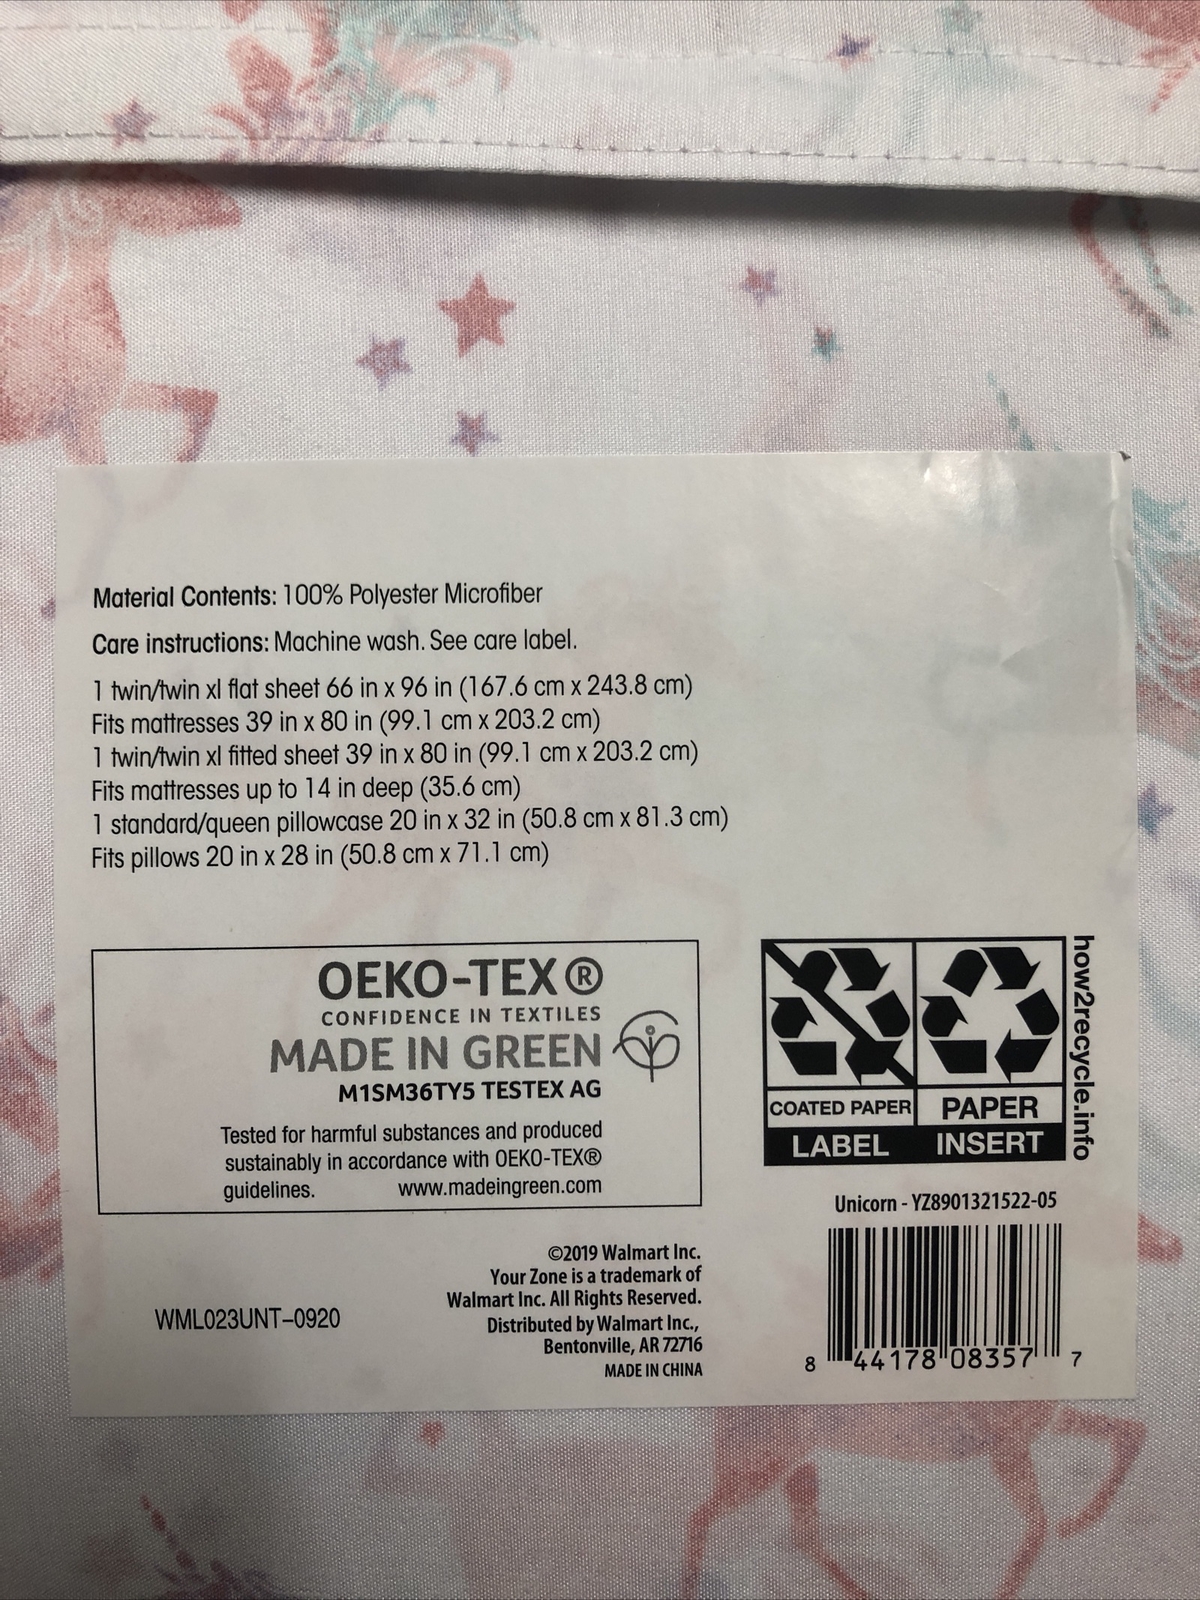 Material Contents: 100% Polyester Microfiber
Care instructions: Machine wash. See care label.
1 twin/twin xl flat sheet 66 in x 96 in (167.6 cm x 243.8 cm)
Fits mattresses 39 in x 80 in (99.1 cm x 203.2 cm)
1 twin/twin xl fitted sheet 39 in x 80 in (99.1 cm x 203.2 cm)
Fits mattresses up to 14 in deep (35.6 cm)
1 standard/queen pillowcase 20 in x 32 in (50.8 cm x 81.3 cm)
Fits pillows 20 in x 28 in (50.8 cm x 71.1 cm)
OEKO-TEX®
CONFIDENCE IN TEXTILES
MADE IN GREEN
M1SM36TY5 TESTEX AG
Tested for harmful substances and produced
sustainably in accordance with OEKO-TEX®
guidelines. www.madeingreen.com
COATED PAPER
LABEL
PAPER
INSERT
how2recycle.info
Unicorn - YZ8901321522-05
8 44178 08357 7
WML023UNT-0920
©2019 Walmart Inc.
Your Zone is a trademark of
Walmart Inc. All Rights Reserved.
Distributed by Walmart Inc.,
Bentonville, AR 72716
MADE IN CHINA